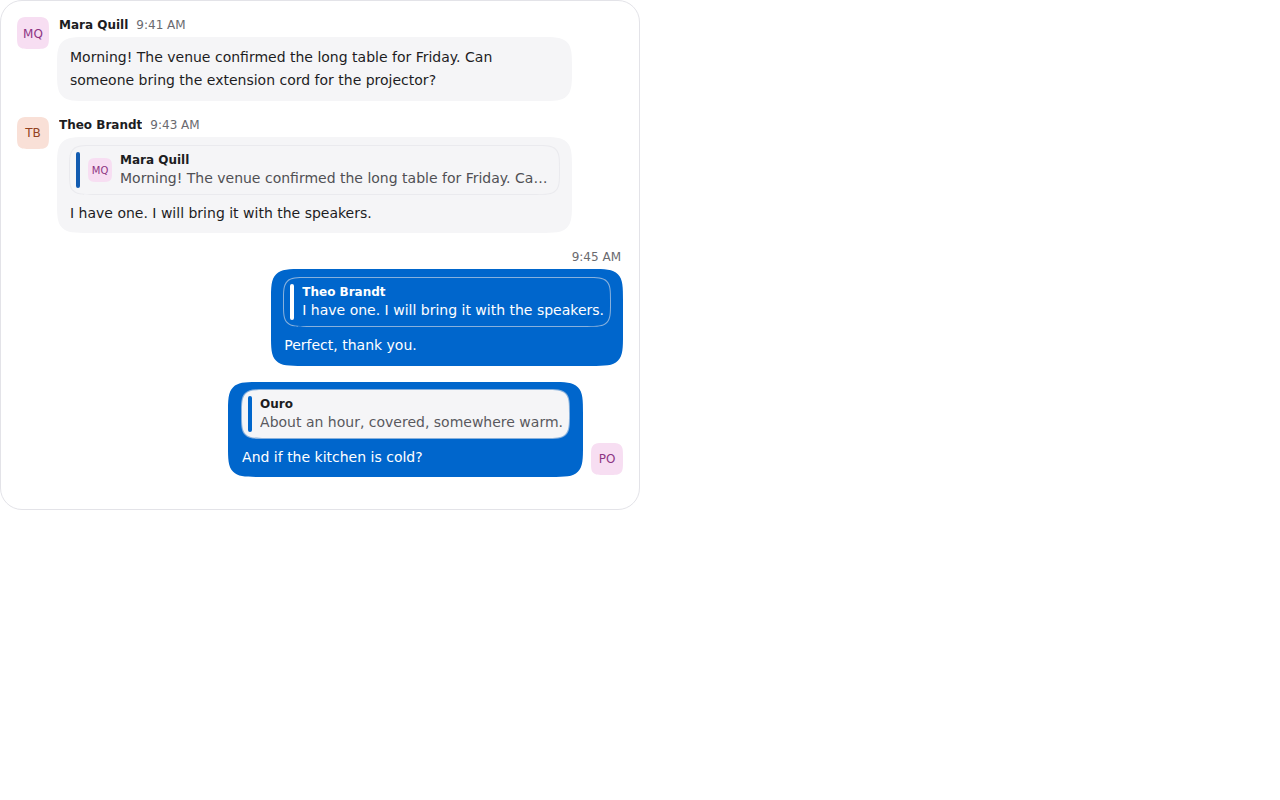 MQ
Mara Quill 9:41 AM
Morning! The venue confirmed the long table for Friday. Can
someone bring the extension cord for the projector?
TB
Theo Brandt 9:43 AM
MQ
Mara Quill
Morning! The venue confirmed the long table for Friday. Ca…
I have one. I will bring it with the speakers.
9:45 AM
Theo Brandt
I have one. I will bring it with the speakers.
Perfect, thank you.
Ouro
About an hour, covered, somewhere warm.
And if the kitchen is cold?
PO